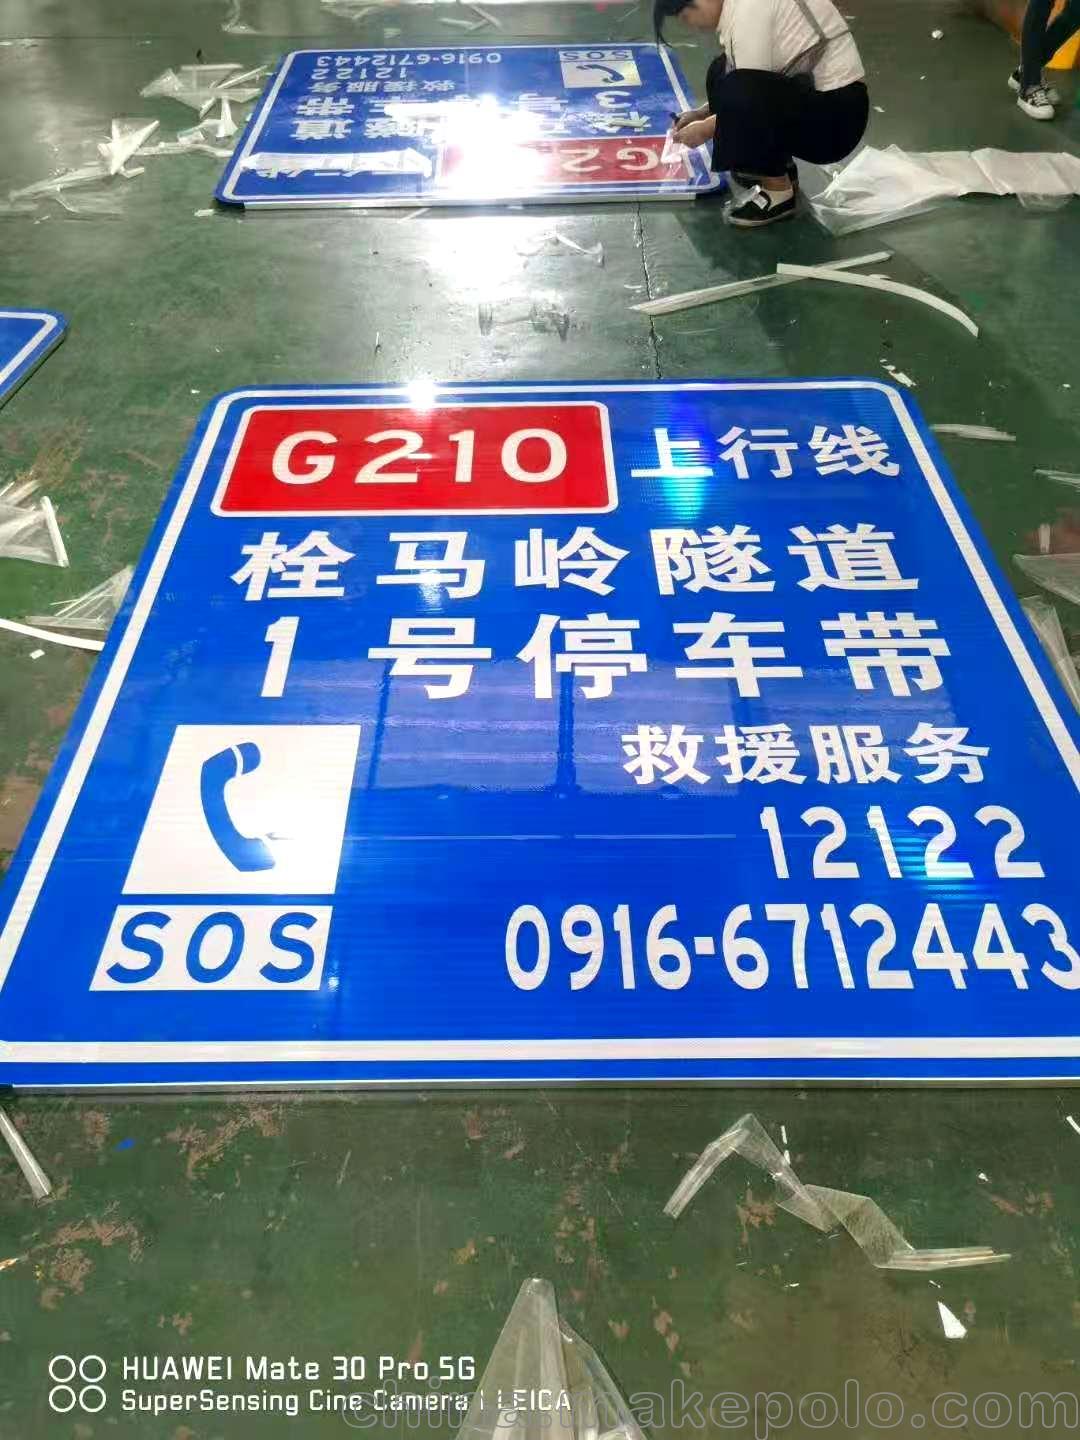 0916-6712443
12122
救援服务
SOS
3
G2
G210 上行线
栓马岭隧道
1号停车带
救援服务
12122
SOS
0916-6712443
HUAWEI Mate 30 Pro 5G
SuperSensing Cine Camera | LEICA
china.makepolo.com